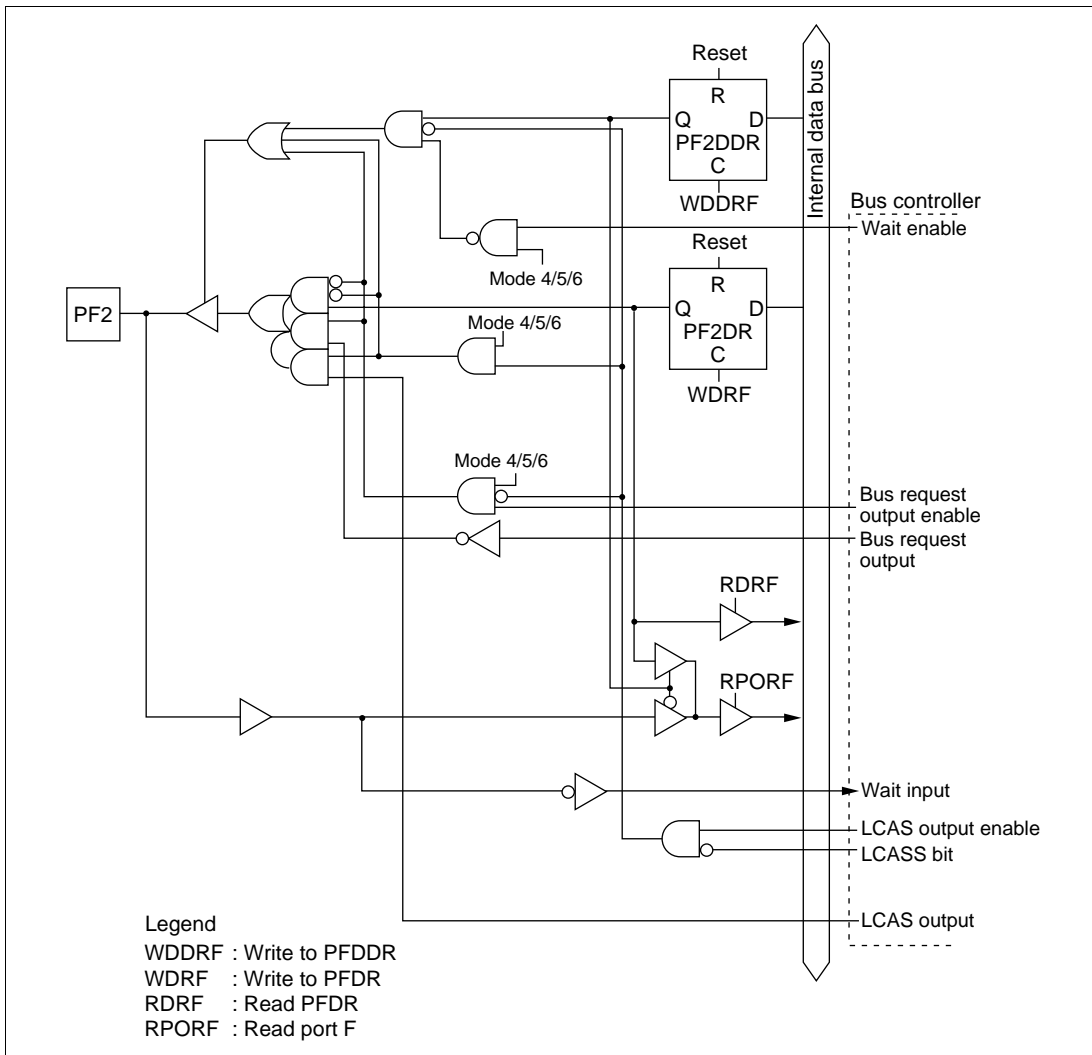 Reset
R
Q
D
PF2DDR
C
WDDRF
Internal data bus
Bus controller
Wait enable
Mode 4/5/6
Reset
R
Q
D
PF2DR
C
WDRF
PF2
Mode 4/5/6
Mode 4/5/6
Bus request
output enable
Bus request
output
RDRF
RPORF
Wait input
LCAS output enable
LCASS bit
LCAS output
Legend
WDDRF : Write to PFDDR
WDRF : Write to PFDR
RDRF : Read PFDR
RPORF : Read port F